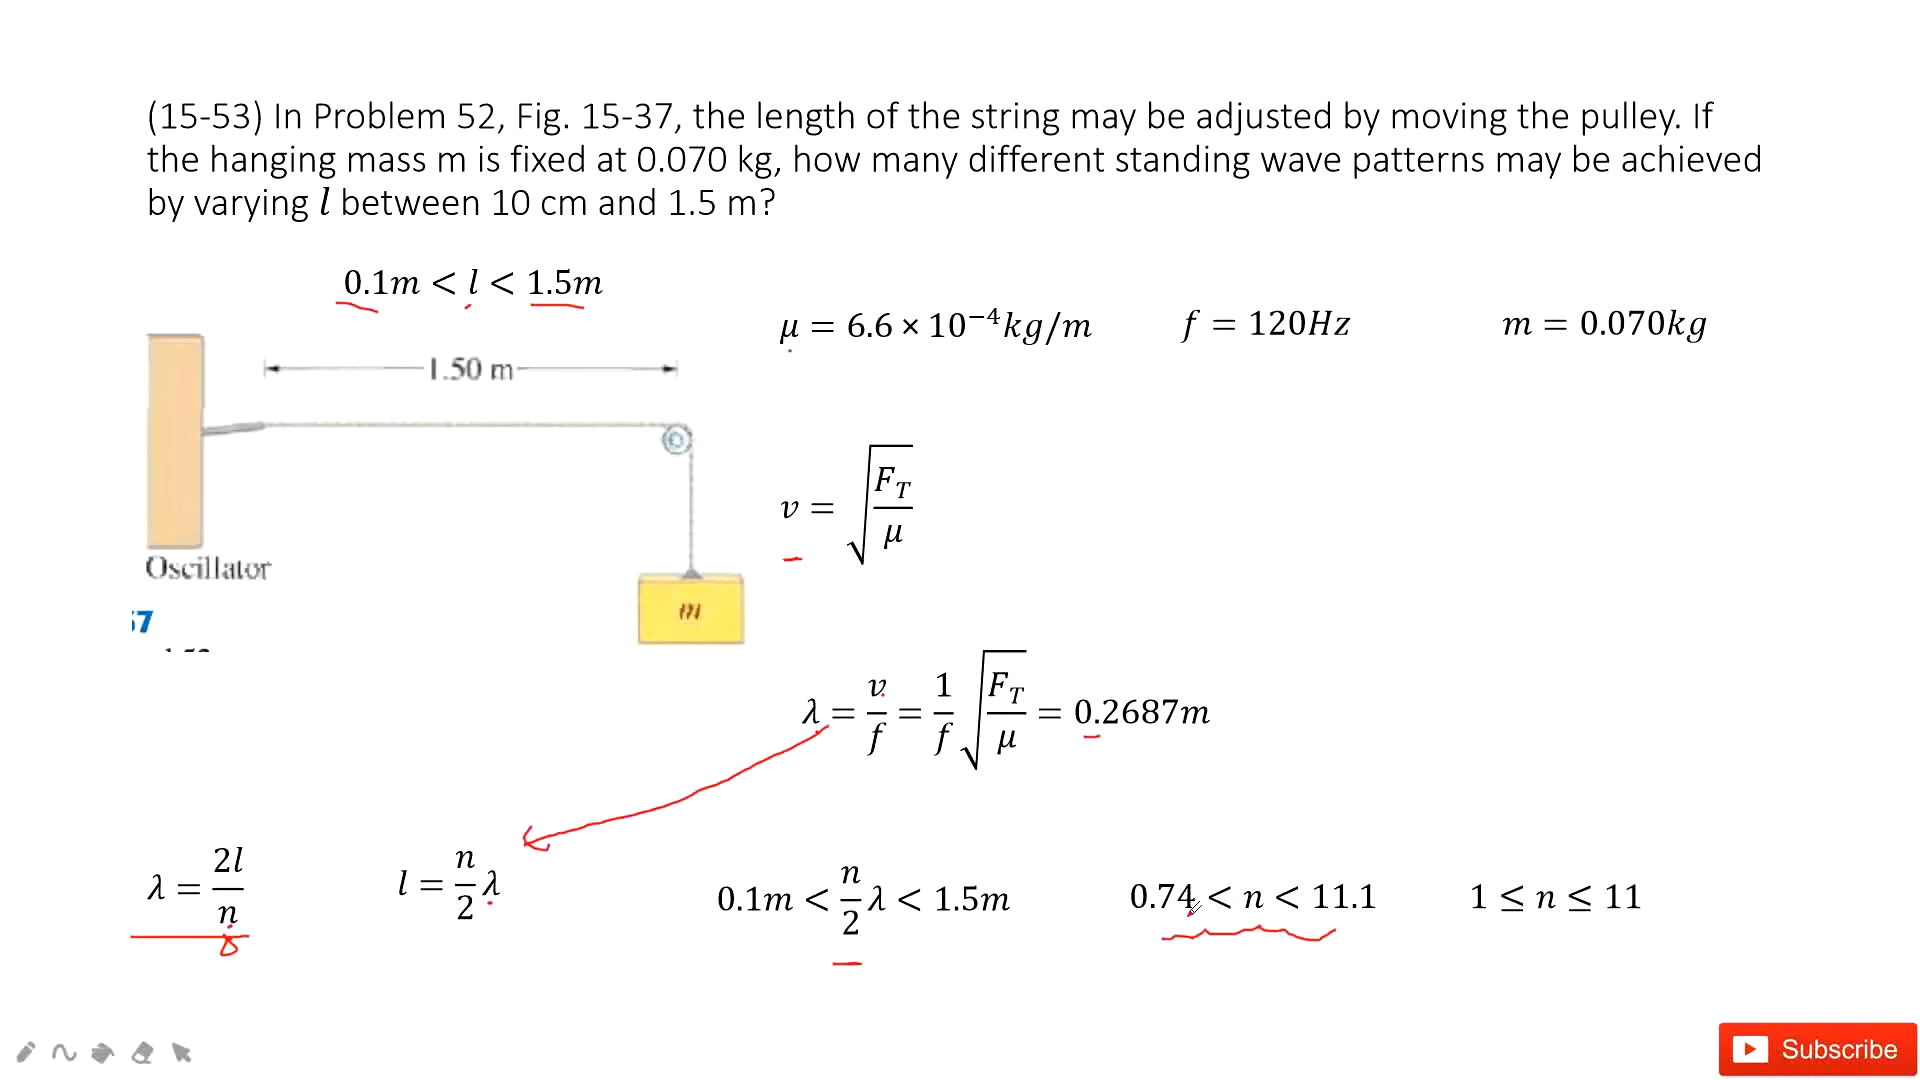 (15-53) In Problem 52, Fig. 15-37, the length of the string may be adjusted by moving the pulley. If
the hanging mass m is fixed at 0.070 kg, how many different standing wave patterns may be achieved
by varying l between 10 cm and 1.5 m?
0.1m < l < 1.5m
μ = 6.6 × 10⁻⁴kg/m
f = 120Hz
m = 0.070kg
1.50 m
v = √(F_T/μ)
Oscillator
m
λ = v/f = 1/f √(F_T/μ) = 0.2687m
λ = 2l/n
l = n/2 λ
0.1m < n/2 λ < 1.5m
0.74 < n < 11.1
1 ≤ n ≤ 11
Subscribe